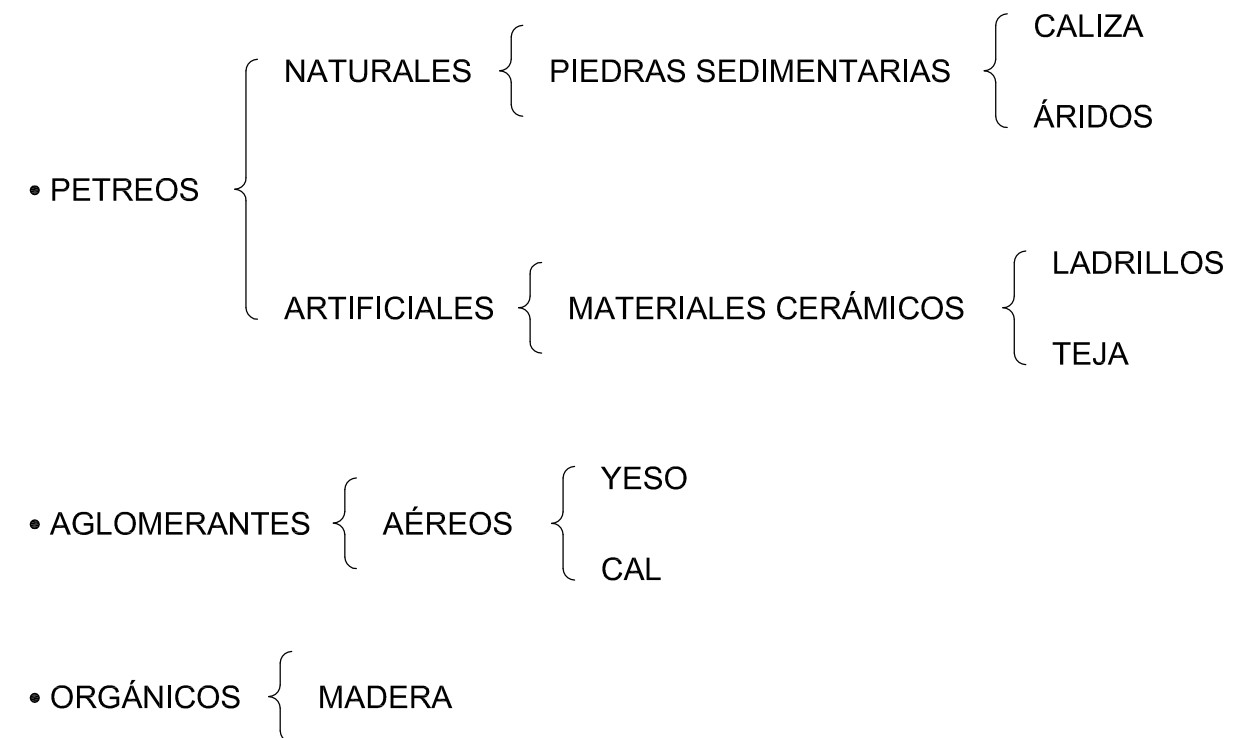 CALIZA
NATURALES PIEDRAS SEDIMENTARIAS
ÁRIDOS
• PETREOS
LADRILLOS
ARTIFICIALES MATERIALES CERÁMICOS
TEJA
YESO
• AGLOMERANTES AÉREOS
CAL
• ORGÁNICOS MADERA